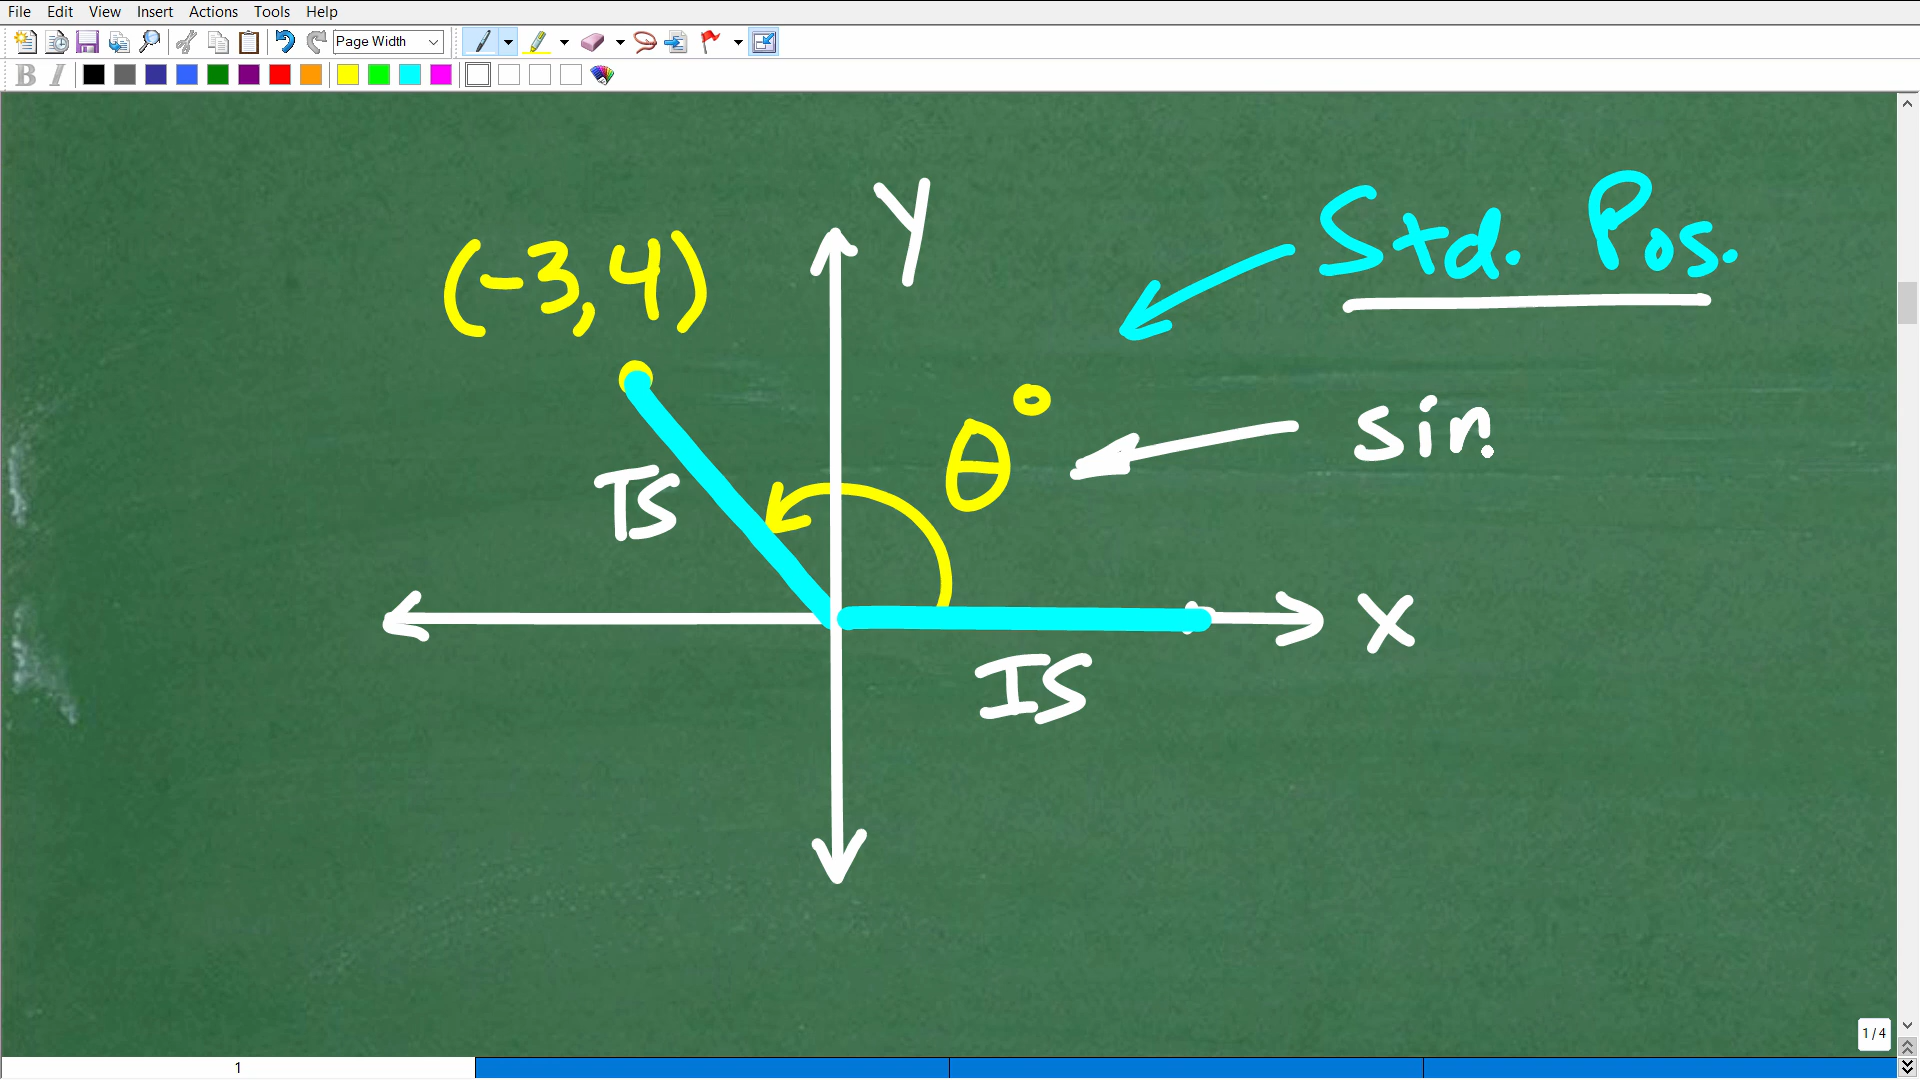 File Edit View Insert Actions Tools Help
Page Width
B I
Y
Std. Pos.
(-3,4)
θ°
sin
TS
x
IS
1 / 4
1